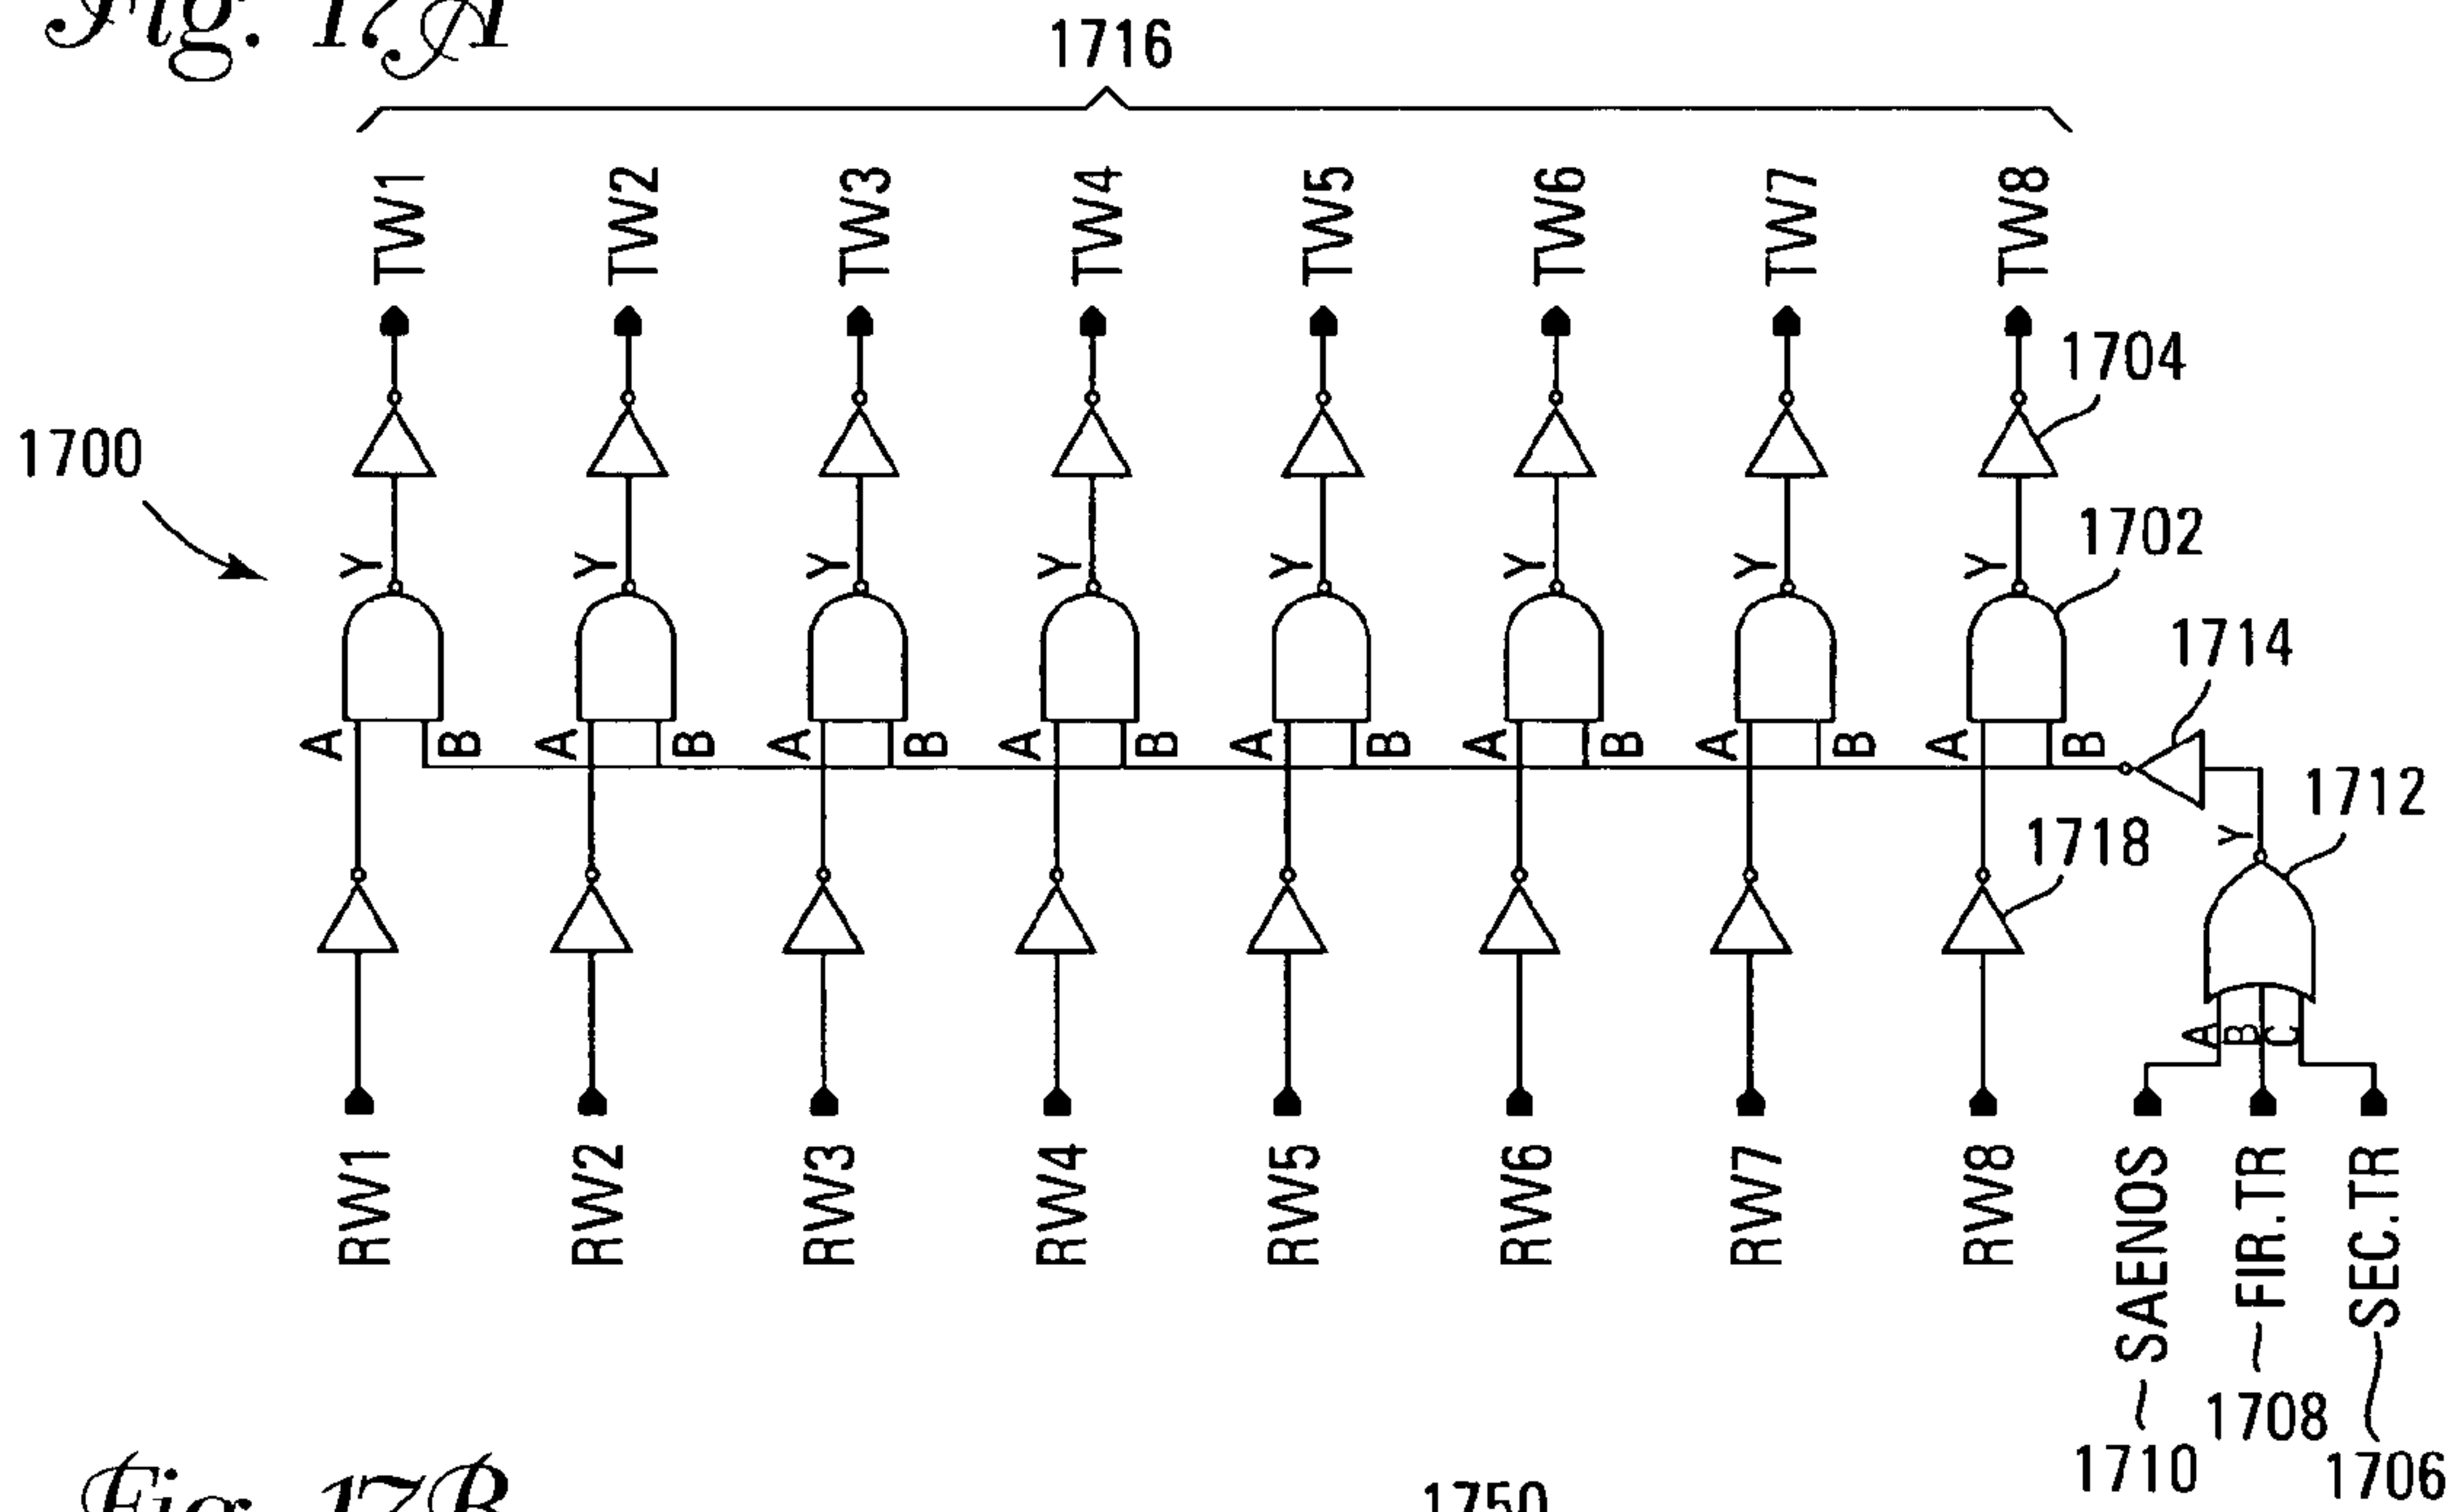 Fig. 17A
1716
TW1 TW2 TW3 TW4 TW5 TW6 TW7 TW8
1704
1700
1702
Y Y Y Y Y Y Y Y
1714
A B A B A B A B A B A B A B A B
1712
1718
Y
A B C
RW1 RW2 RW3 RW4 RW5 RW6 RW7 RW8 SAENOS FIR.TR SEC.TR
1710 1708 1706
Fig. 17B
1750